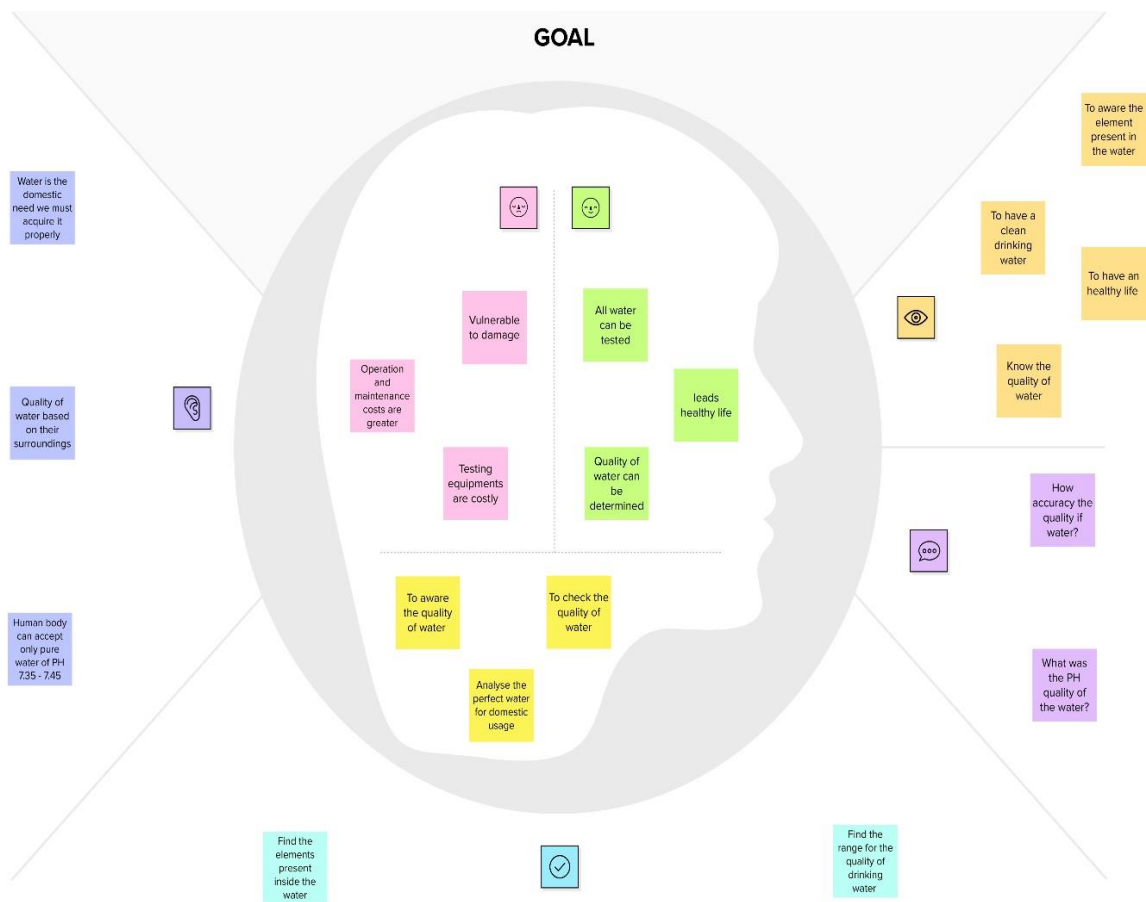 GOAL
To aware the
element
present in
the water
Water is the
domestic
need we must
acquire it
properly
To have a
clean
drinking
water
To have an
healthy life
Vulnerable
to damage
All water
can be
tested
Operation
and
maintenance
costs are
greater
leads
healthy life
Know the
quality of
water
Quality of
water based
on their
surroundings
Testing
equipments
are costly
Quality of
water can
be
determined
How
accuracy the
quality if
water?
To aware
the quality
of water
To check the
quality of
water
Human body
can accept
only pure
water of PH
7.35 - 7.45
Analyse the
perfect water
for domestic
usage
What was
the PH
quality of
the water?
Find the
elements
present
inside the
water
Find the
range for the
quality of
drinking
water